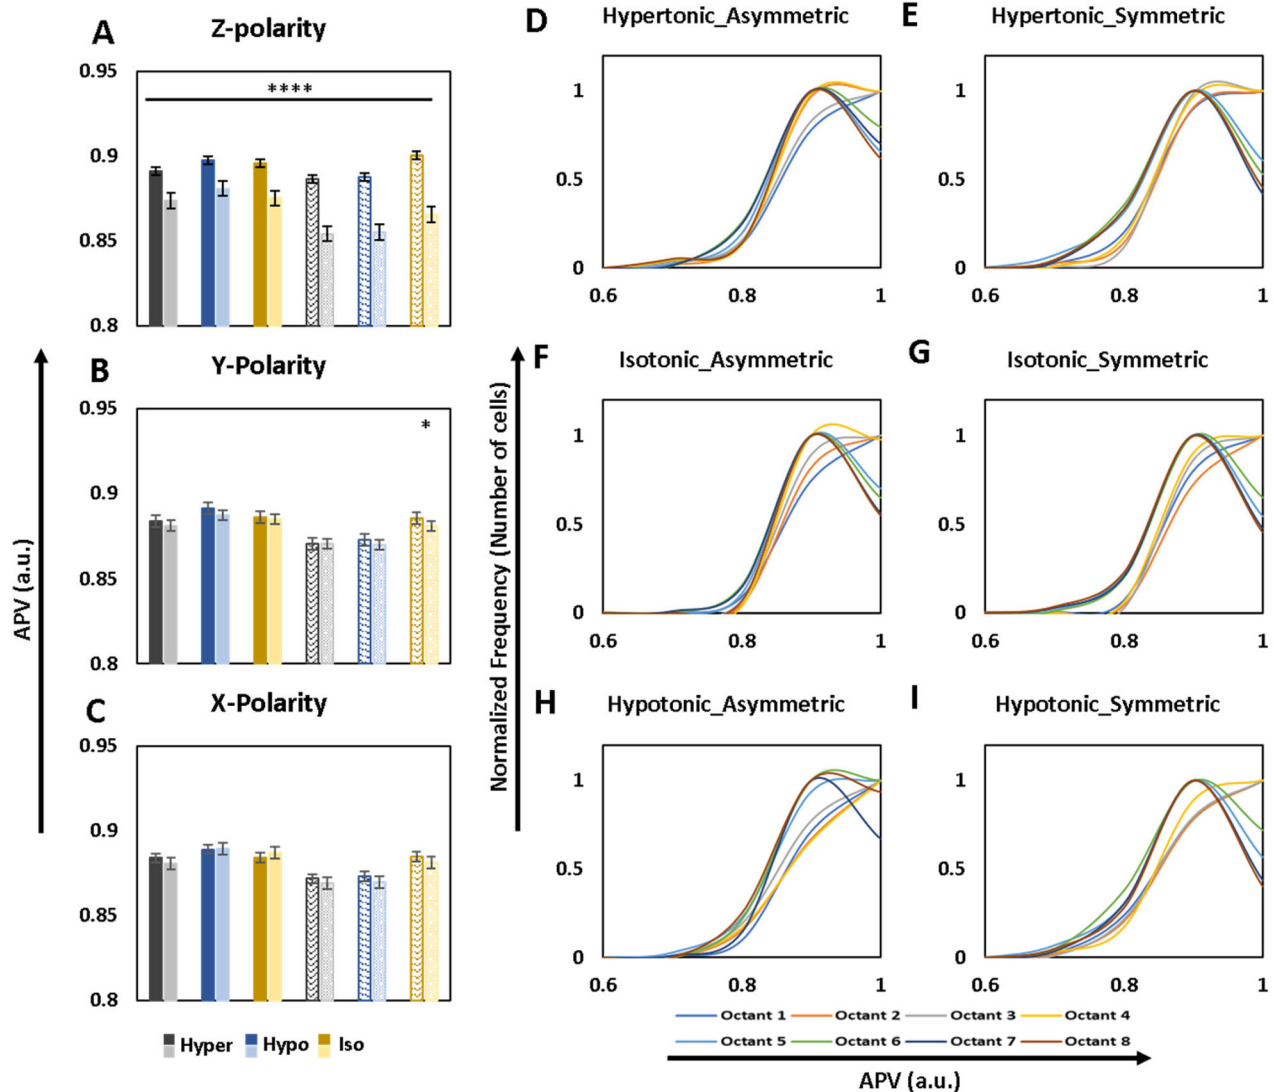 A
Z-polarity
0.95
****
0.9
0.85
0.8
B
Y-Polarity
0.95
*
0.9
0.85
0.8
C
X-Polarity
0.95
0.9
0.85
0.8
APV (a.u.)
Hyper Hypo Iso
D
Hypertonic_Asymmetric
1
0.5
0
0.6 0.8 1
E
Hypertonic_Symmetric
1
0.5
0
0.6 0.8 1
F
Isotonic_Asymmetric
1
0.5
0
0.6 0.8 1
G
Isotonic_Symmetric
1
0.5
0
0.6 0.8 1
H
Hypotonic_Asymmetric
1
0.5
0
0.6 0.8 1
I
Hypotonic_Symmetric
1
0.5
0
0.6 0.8 1
Normalized Frequency (Number of cells)
Octant 1 Octant 2 Octant 3 Octant 4
Octant 5 Octant 6 Octant 7 Octant 8
APV (a.u.)